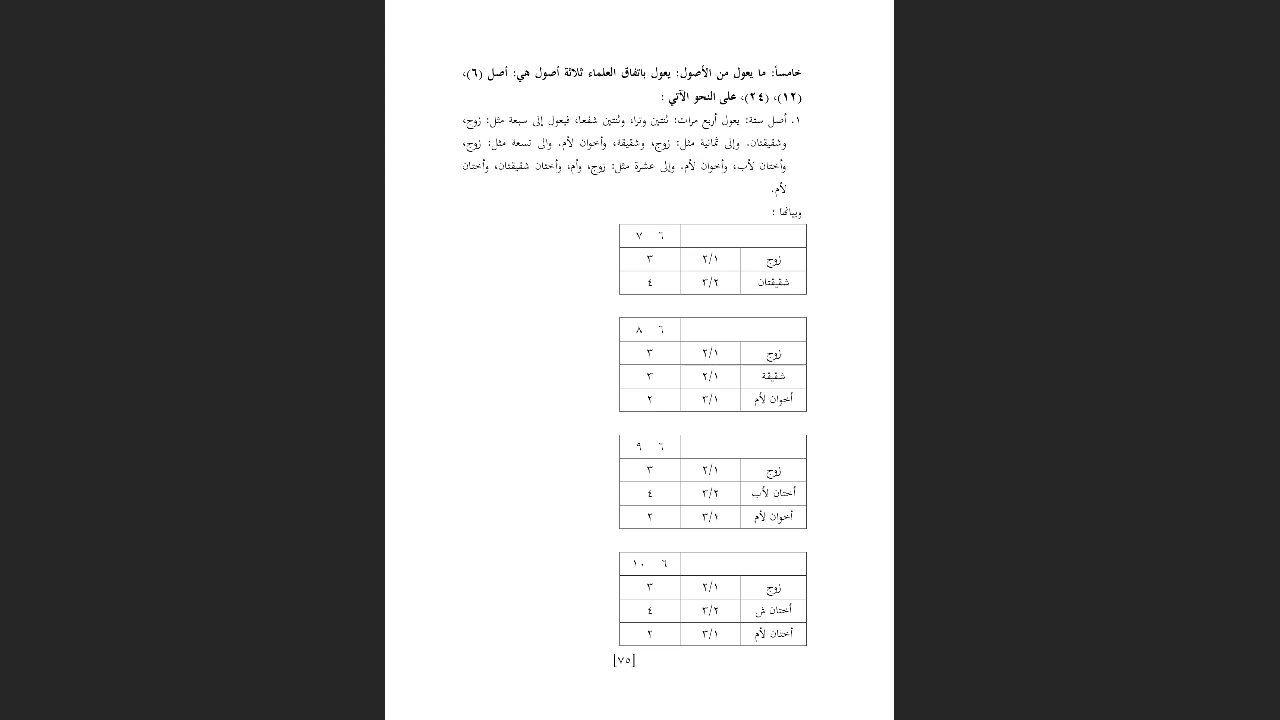 خامساً: ما يعول من الأصول: يعول باتفاق العلماء ثلاثة أصول هي: أصل (٦)،
(١٢)، (٢٤)، على النحو الآتي :
١. أصل ستة: يعول أربع مرات: ثنتين وترا، وثنتين شفعا، فيعول إلى سبعة مثل: زوج،
وشقيقتان. وإلى ثمانية مثل: زوج، وشقيقة، وأخوان لأم. والى تسعة مثل: زوج،
وأختان لأب، وأخوان لأم. وإلى عشرة مثل: زوج، وأم، وأختان شقيقتان، وأختان
لأم.
وبيانها :
٦ ٧
زوج ٢/١ ٣
شقيقتان ٣/٢ ٤
٦ ٨
زوج ٢/١ ٣
شقيقة ٢/١ ٣
أخوان لأم ٣/١ ٢
٦ ٩
زوج ٢/١ ٣
أختان لأب ٣/٢ ٤
أخوان لأم ٣/١ ٢
٦ ١٠
زوج ٢/١ ٣
أختان ش ٣/٢ ٤
أختان لأم ٣/١ ٢
[٧٥]